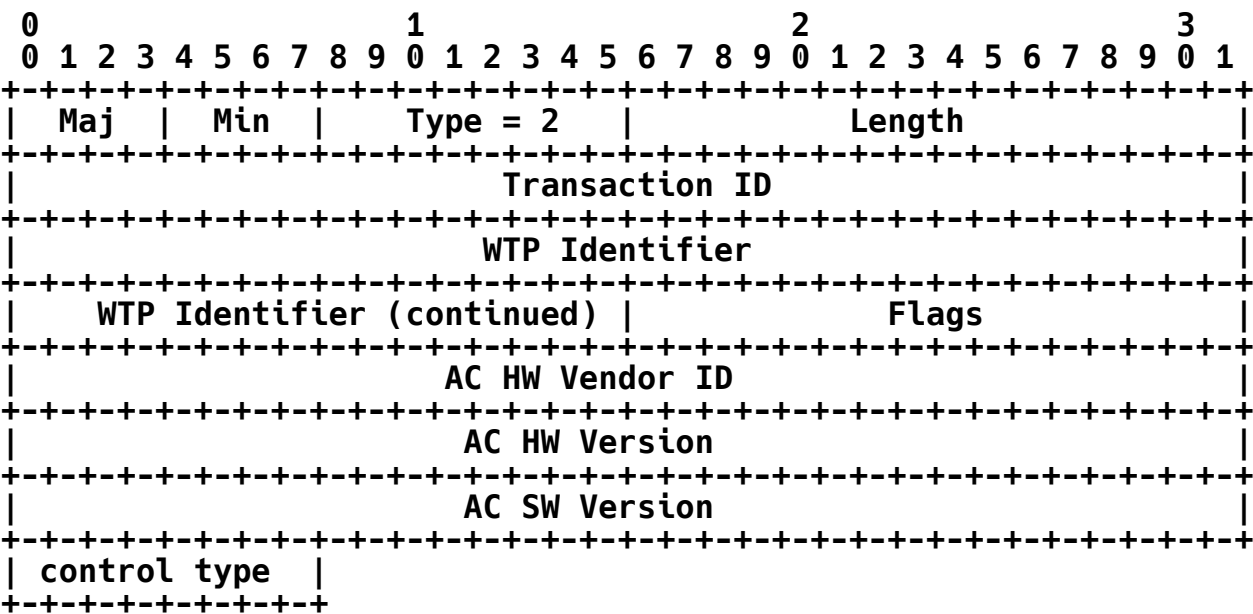 0                   1                   2                   3
0 1 2 3 4 5 6 7 8 9 0 1 2 3 4 5 6 7 8 9 0 1 2 3 4 5 6 7 8 9 0 1
+-+-+-+-+-+-+-+-+-+-+-+-+-+-+-+-+-+-+-+-+-+-+-+-+-+-+-+-+-+-+-+-+
|  Maj  |  Min  |    Type = 2   |           Length              |
+-+-+-+-+-+-+-+-+-+-+-+-+-+-+-+-+-+-+-+-+-+-+-+-+-+-+-+-+-+-+-+-+
|                         Transaction ID                        |
+-+-+-+-+-+-+-+-+-+-+-+-+-+-+-+-+-+-+-+-+-+-+-+-+-+-+-+-+-+-+-+-+
|                        WTP Identifier                         |
+-+-+-+-+-+-+-+-+-+-+-+-+-+-+-+-+-+-+-+-+-+-+-+-+-+-+-+-+-+-+-+-+
|    WTP Identifier (continued) |             Flags             |
+-+-+-+-+-+-+-+-+-+-+-+-+-+-+-+-+-+-+-+-+-+-+-+-+-+-+-+-+-+-+-+-+
|                      AC HW Vendor ID                          |
+-+-+-+-+-+-+-+-+-+-+-+-+-+-+-+-+-+-+-+-+-+-+-+-+-+-+-+-+-+-+-+-+
|                       AC HW Version                           |
+-+-+-+-+-+-+-+-+-+-+-+-+-+-+-+-+-+-+-+-+-+-+-+-+-+-+-+-+-+-+-+-+
|                       AC SW Version                           |
+-+-+-+-+-+-+-+-+-+-+-+-+-+-+-+-+-+-+-+-+-+-+-+-+-+-+-+-+-+-+-+-+
| control type  |
+-+-+-+-+-+-+-+-+